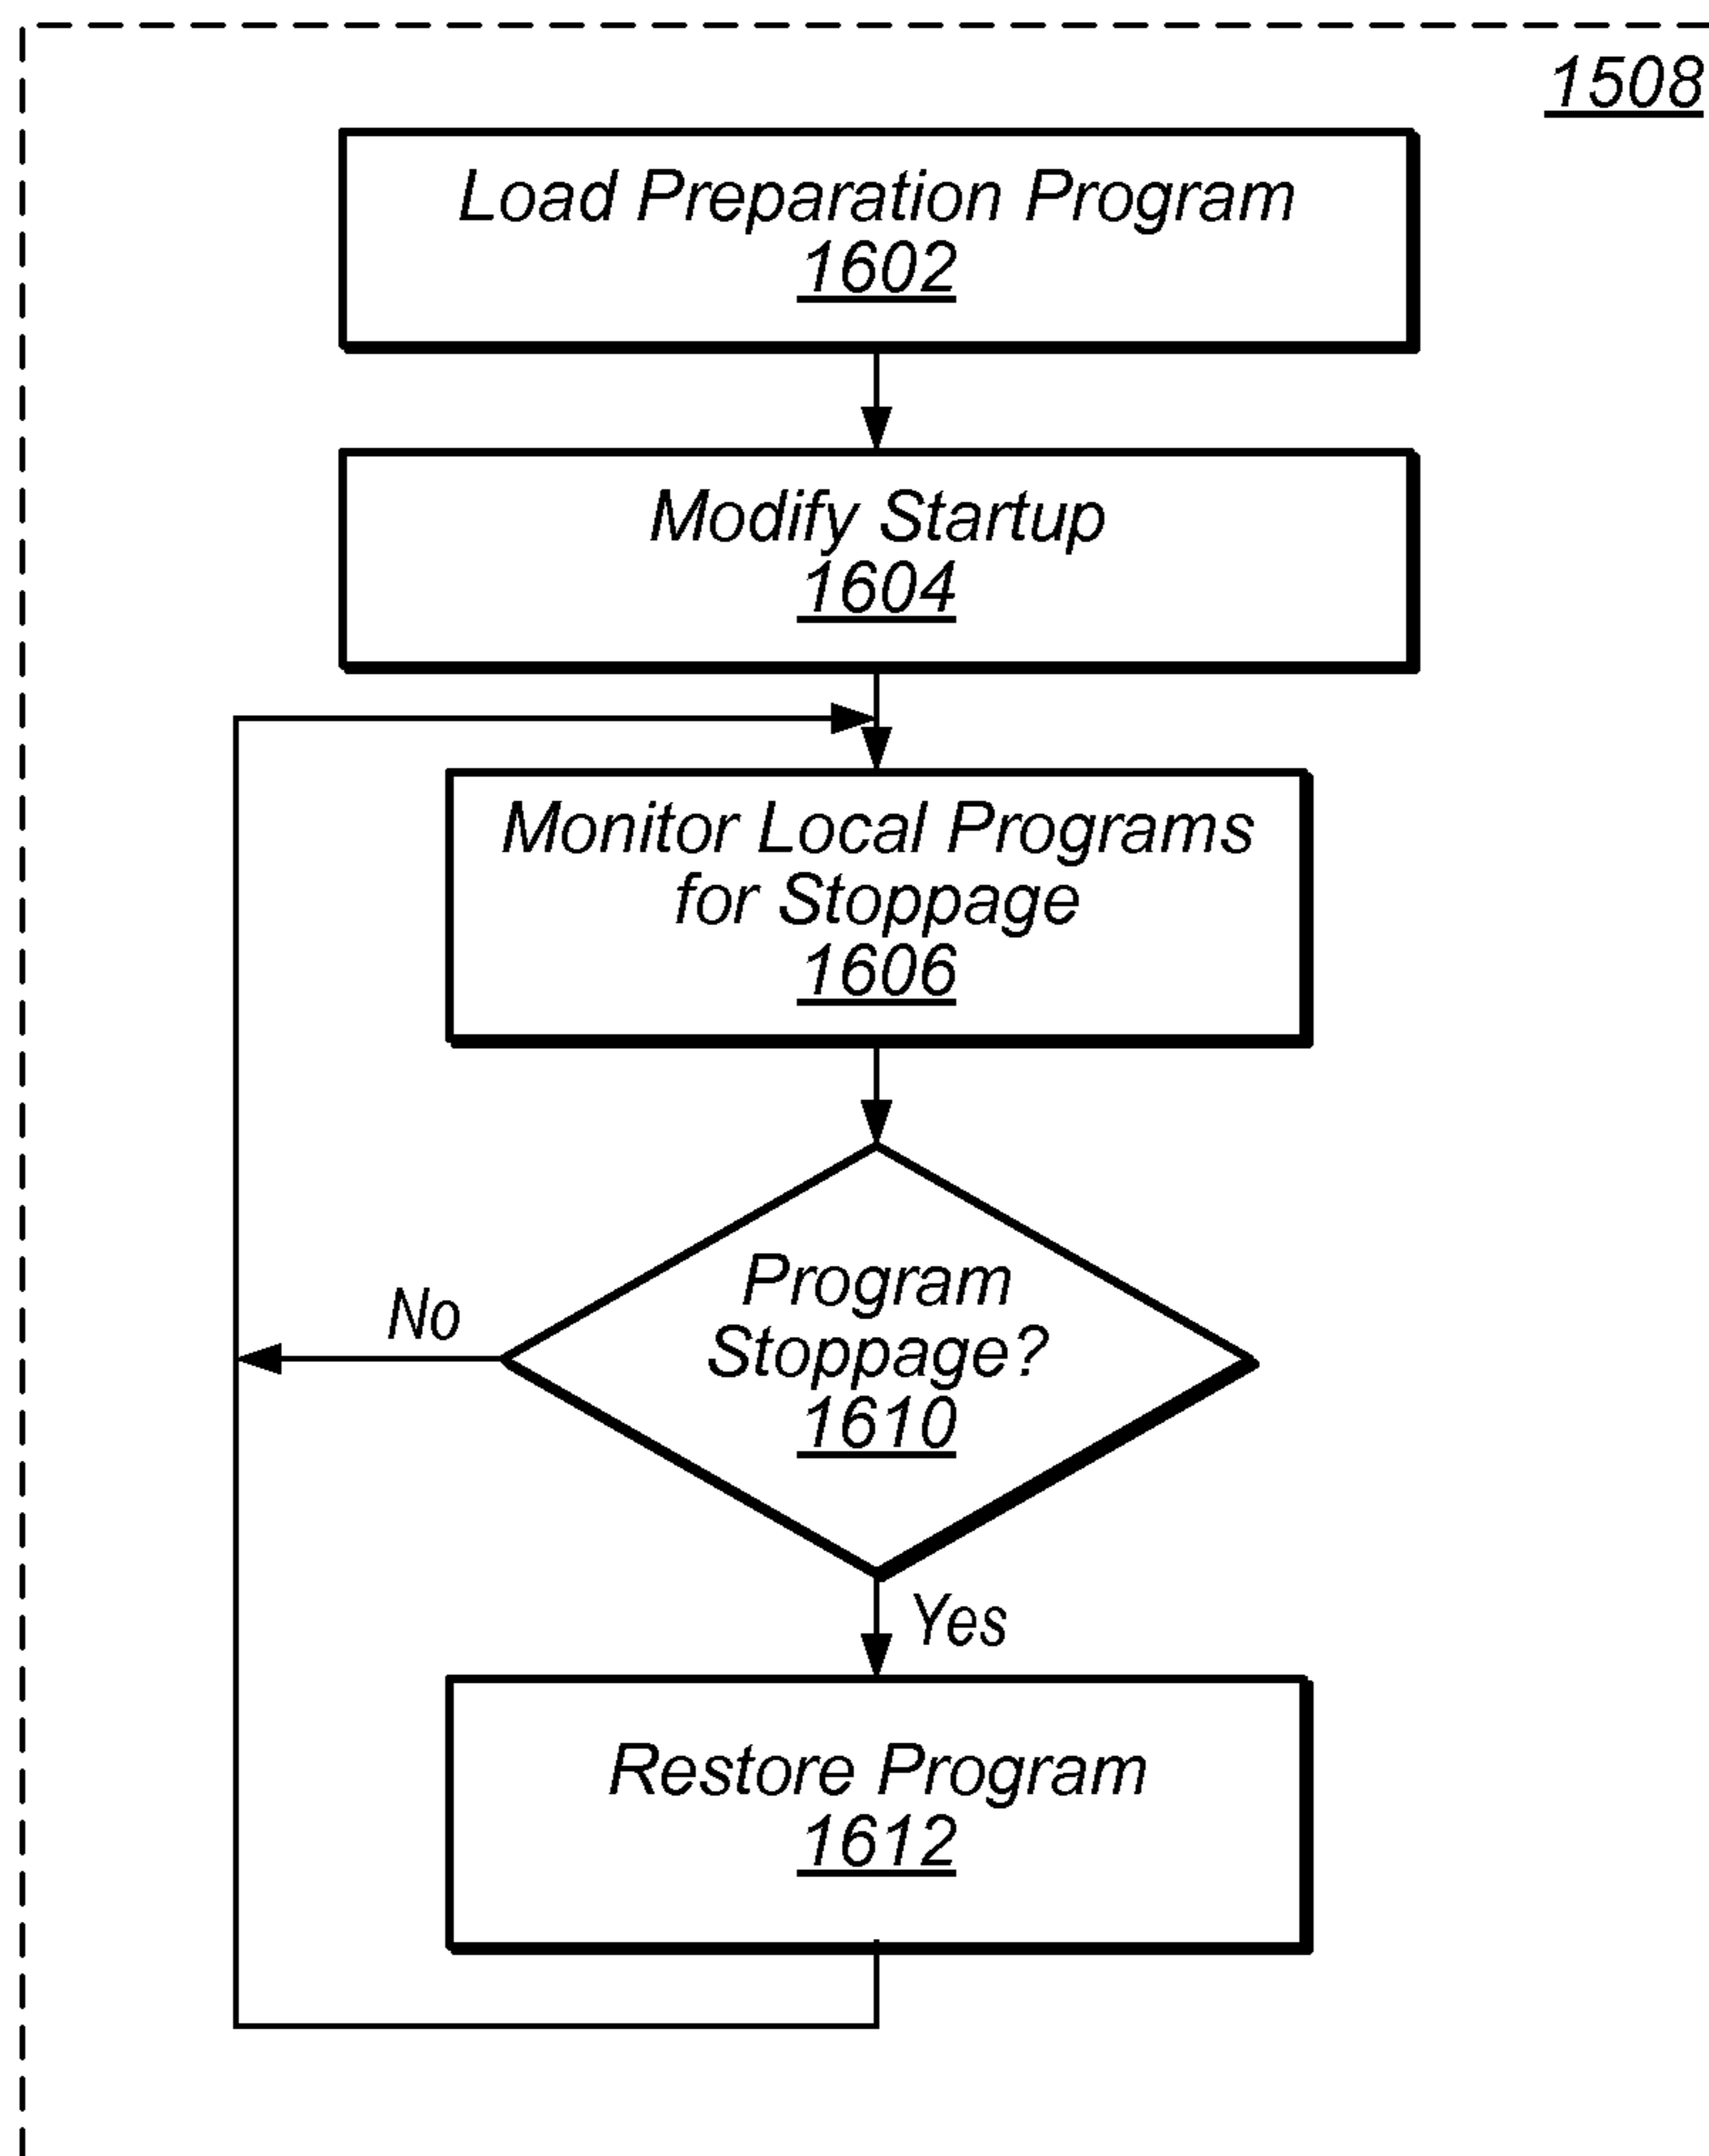 1508
Load Preparation Program
1602
Modify Startup
1604
Monitor Local Programs
for Stoppage
1606
Program
Stoppage?
1610
No
Yes
Restore Program
1612